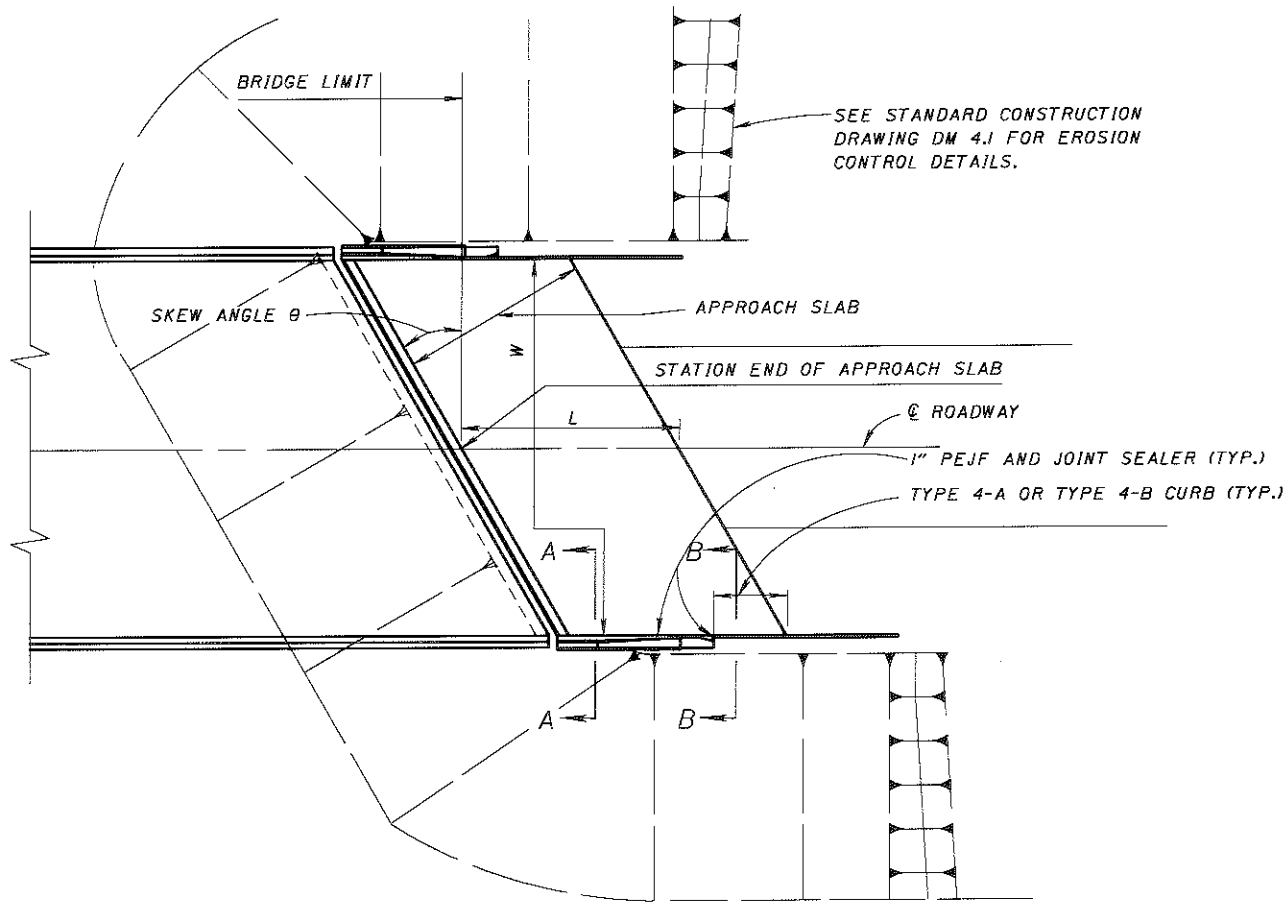 BRIDGE LIMIT
SEE STANDARD CONSTRUCTION
DRAWING DM 4.1 FOR EROSION
CONTROL DETAILS.
SKEW ANGLE θ
APPROACH SLAB
W
STATION END OF APPROACH SLAB
L
℄ ROADWAY
1" PEJF AND JOINT SEALER (TYP.)
TYPE 4-A OR TYPE 4-B CURB (TYP.)
A
B
A
B